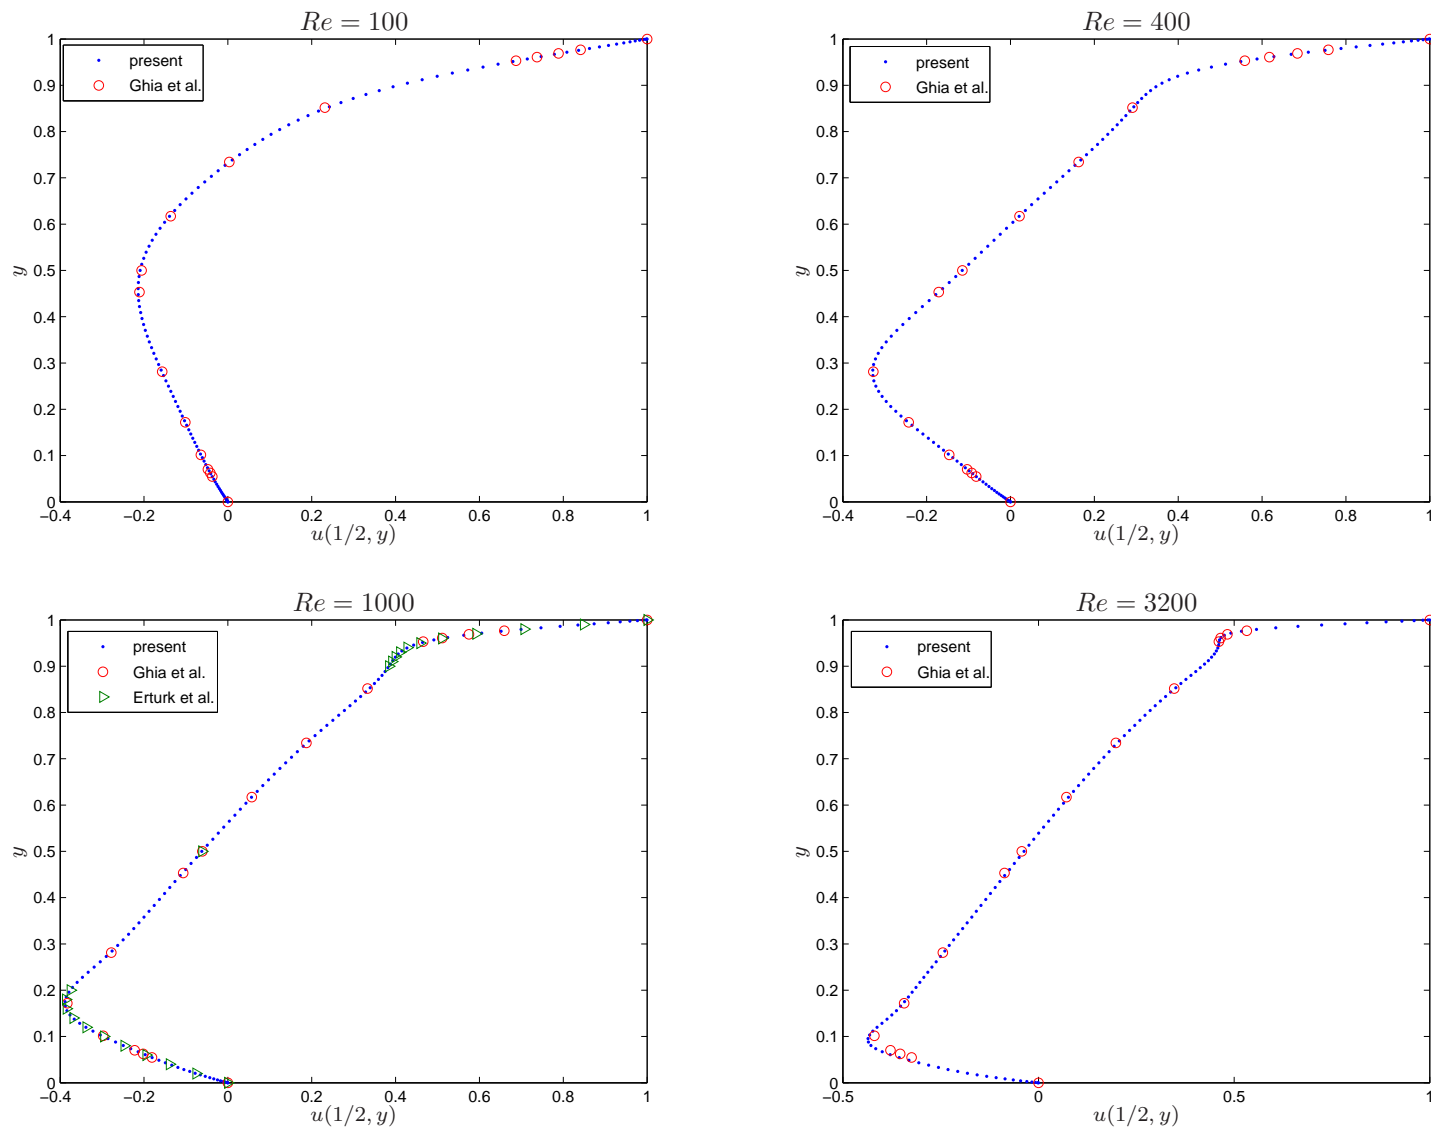 Re = 100
present
Ghia et al.
1
0.9
0.8
0.7
0.6
0.5
0.4
0.3
0.2
0.1
0
y
−0.4 −0.2 0 0.2 0.4 0.6 0.8 1
u(1/2, y)
Re = 400
present
Ghia et al.
1
0.9
0.8
0.7
0.6
0.5
0.4
0.3
0.2
0.1
0
y
−0.4 −0.2 0 0.2 0.4 0.6 0.8 1
u(1/2, y)
Re = 1000
present
Ghia et al.
Erturk et al.
1
0.9
0.8
0.7
0.6
0.5
0.4
0.3
0.2
0.1
0
y
−0.4 −0.2 0 0.2 0.4 0.6 0.8 1
u(1/2, y)
Re = 3200
present
Ghia et al.
1
0.9
0.8
0.7
0.6
0.5
0.4
0.3
0.2
0.1
0
y
−0.5 0 0.5 1
u(1/2, y)